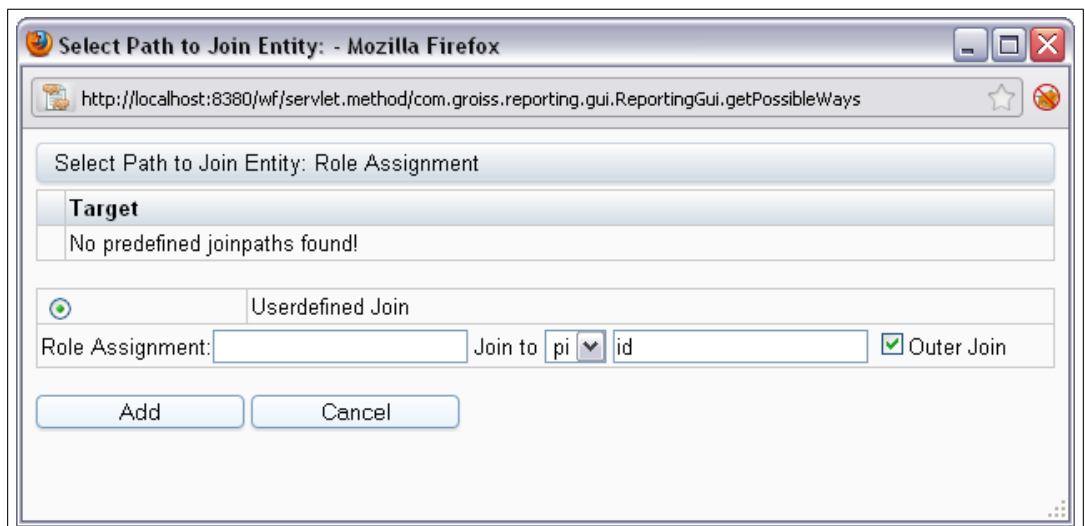 Select Path to Join Entity: - Mozilla Firefox
http://localhost:8380/wf/servlet.method/com.groiss.reporting.gui.ReportingGui.getPossibleWays
Select Path to Join Entity: Role Assignment
Target
No predefined joinpaths found!
Userdefined Join
Role Assignment: Join to pi id Outer Join
Add Cancel